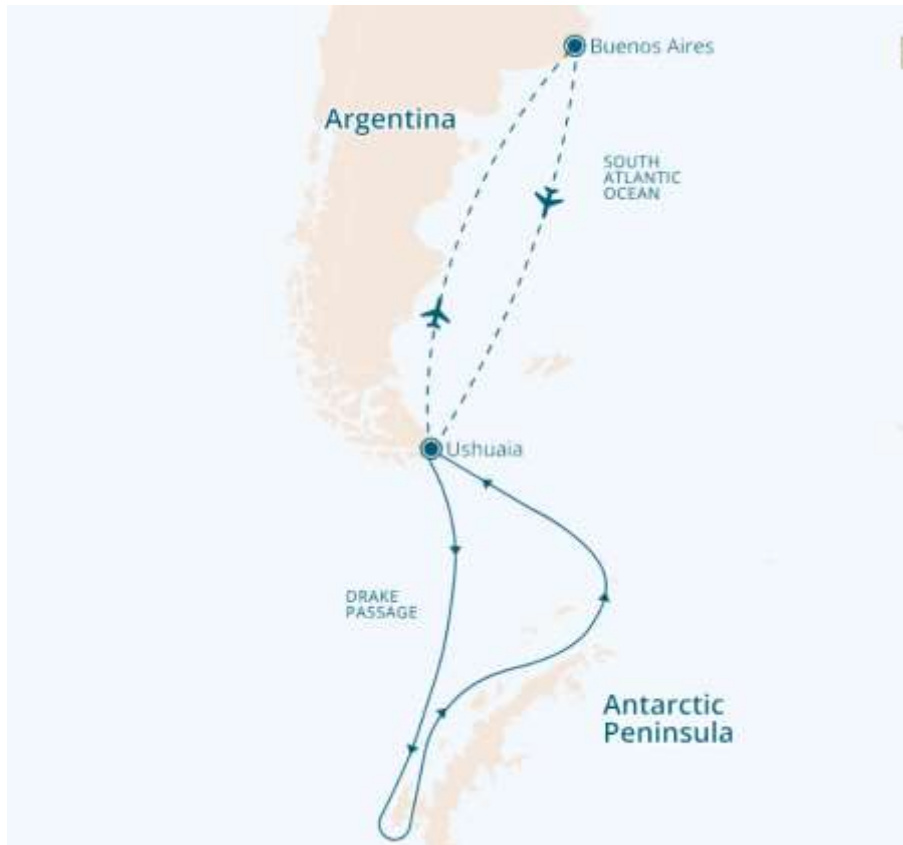 Buenos Aires
Argentina
SOUTH
ATLANTIC
OCEAN
Ushuaia
DRAKE
PASSAGE
Antarctic
Peninsula